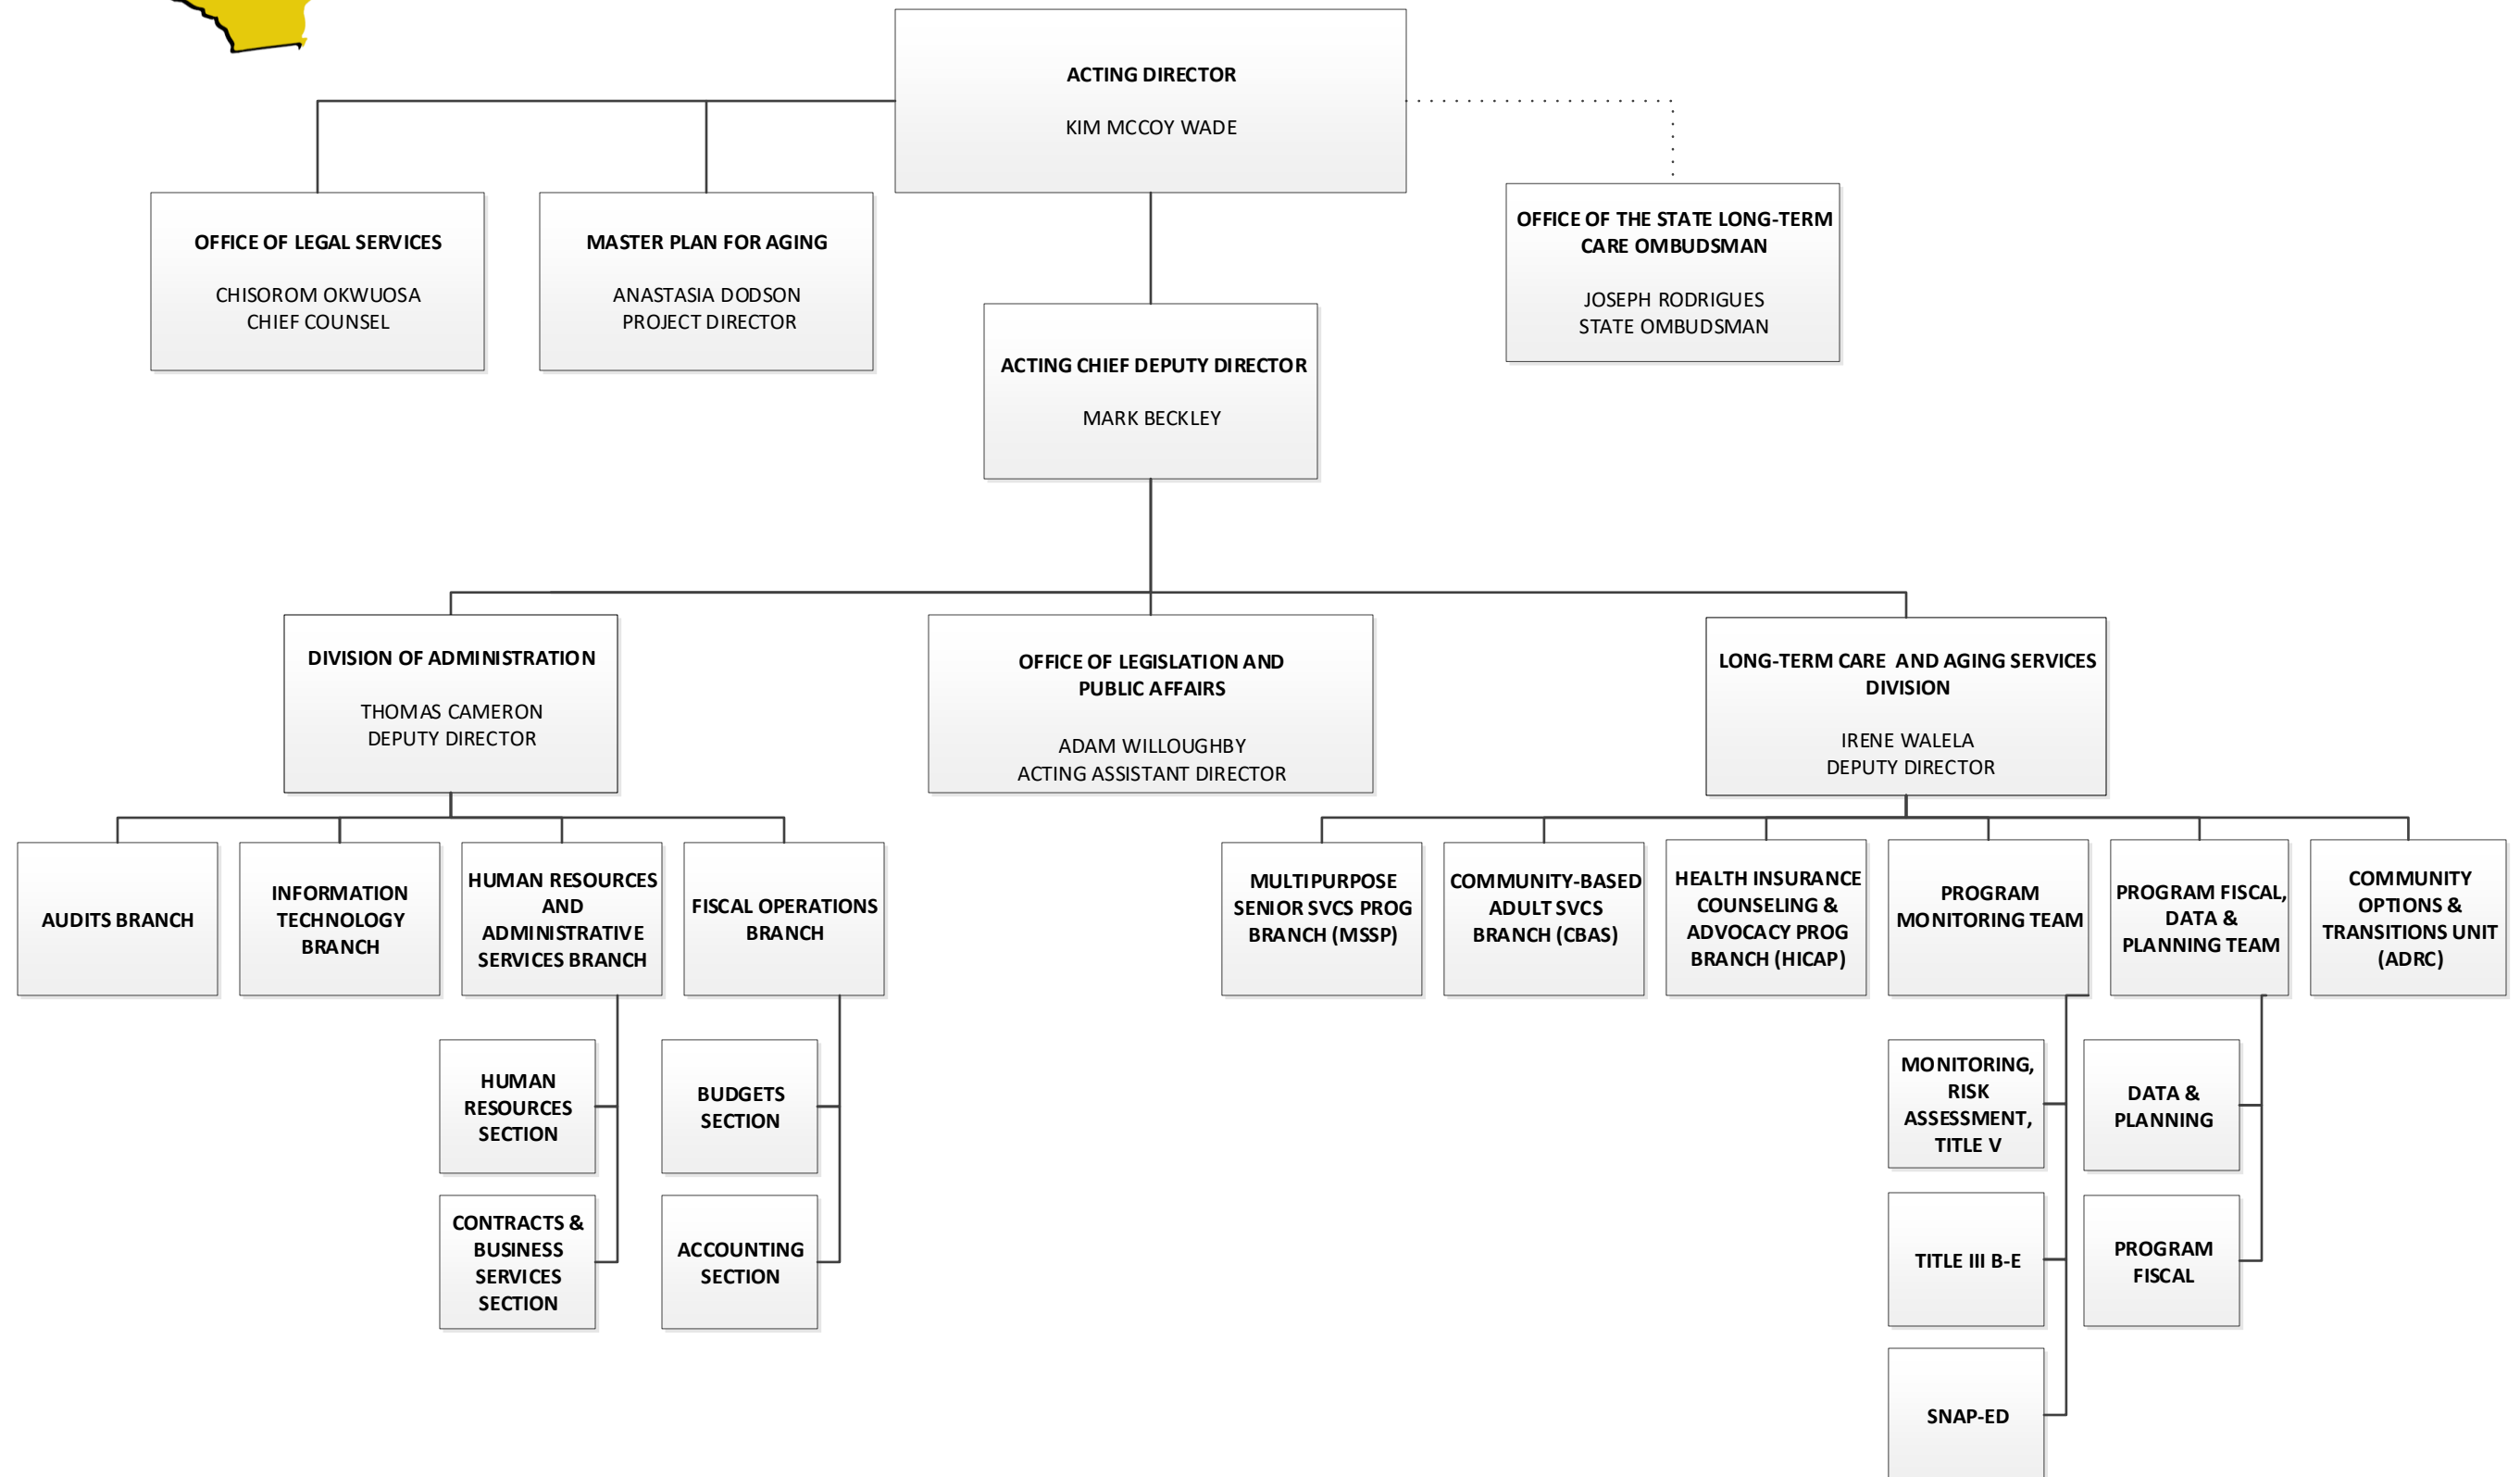 ACTING DIRECTOR
KIM MCCOY WADE
OFFICE OF LEGAL SERVICES
CHISOROM OKWUOSA
CHIEF COUNSEL
MASTER PLAN FOR AGING
ANASTASIA DODSON
PROJECT DIRECTOR
OFFICE OF THE STATE LONG-TERM
CARE OMBUDSMAN
JOSEPH RODRIGUES
STATE OMBUDSMAN
ACTING CHIEF DEPUTY DIRECTOR
MARK BECKLEY
DIVISION OF ADMINISTRATION
THOMAS CAMERON
DEPUTY DIRECTOR
OFFICE OF LEGISLATION AND
PUBLIC AFFAIRS
ADAM WILLOUGHBY
ACTING ASSISTANT DIRECTOR
LONG-TERM CARE AND AGING SERVICES
DIVISION
IRENE WALELA
DEPUTY DIRECTOR
AUDITS BRANCH
INFORMATION
TECHNOLOGY
BRANCH
HUMAN RESOURCES
AND
ADMINISTRATIVE
SERVICES BRANCH
FISCAL OPERATIONS
BRANCH
MULTIPURPOSE
SENIOR SVCS PROG
BRANCH (MSSP)
COMMUNITY-BASED
ADULT SVCS
BRANCH (CBAS)
HEALTH INSURANCE
COUNSELING &
ADVOCACY PROG
BRANCH (HICAP)
PROGRAM
MONITORING TEAM
PROGRAM FISCAL,
DATA &
PLANNING TEAM
COMMUNITY
OPTIONS &
TRANSITIONS UNIT
(ADRC)
HUMAN
RESOURCES
SECTION
BUDGETS
SECTION
MONITORING,
RISK
ASSESSMENT,
TITLE V
DATA &
PLANNING
CONTRACTS &
BUSINESS
SERVICES
SECTION
ACCOUNTING
SECTION
TITLE III B-E
PROGRAM
FISCAL
SNAP-ED